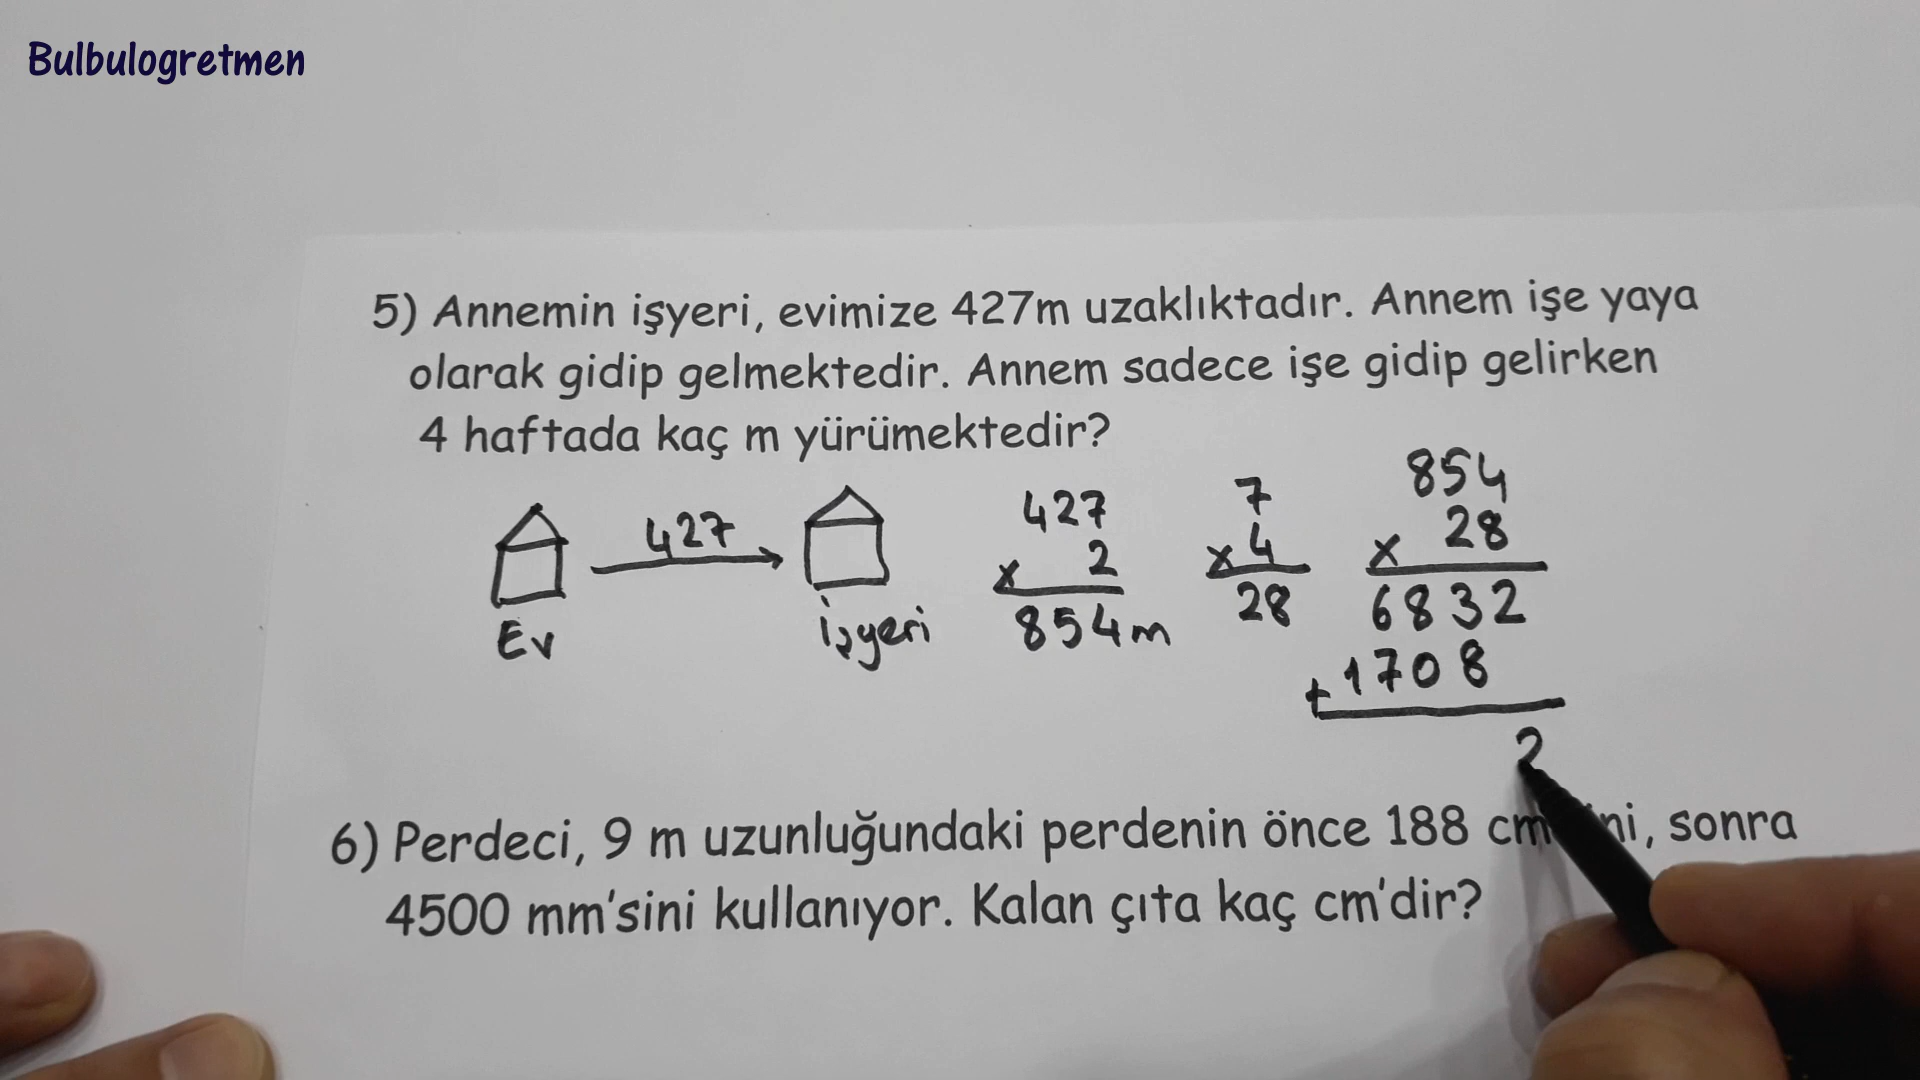 Bulbulogretmen
5) Annemin işyeri, evimize 427m uzaklıktadır. Annem işe yaya
olarak gidip gelmektedir. Annem sadece işe gidip gelirken
4 haftada kaç m yürümektedir?
427
Ev
İşyeri
427
x 2
854m
7
x 4
28
854
x 28
6832
+1708
2
6) Perdeci, 9 m uzunluğundaki perdenin önce 188 sonra
4500 mm'sini kullanıyor. Kalan çıta kaç cm'dir?